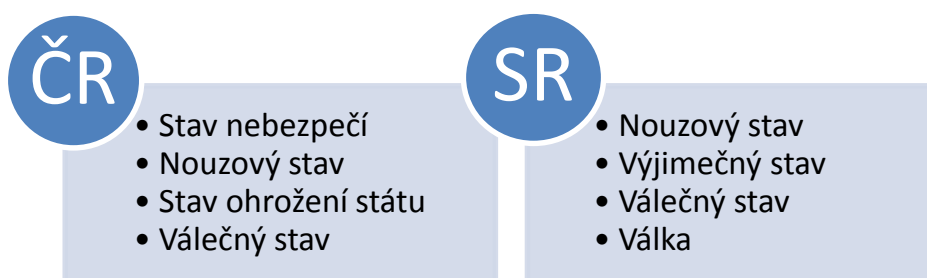 ČR
• Stav nebezpečí
• Nouzový stav
• Stav ohrožení státu
• Válečný stav
SR
• Nouzový stav
• Výjimečný stav
• Válečný stav
• Válka